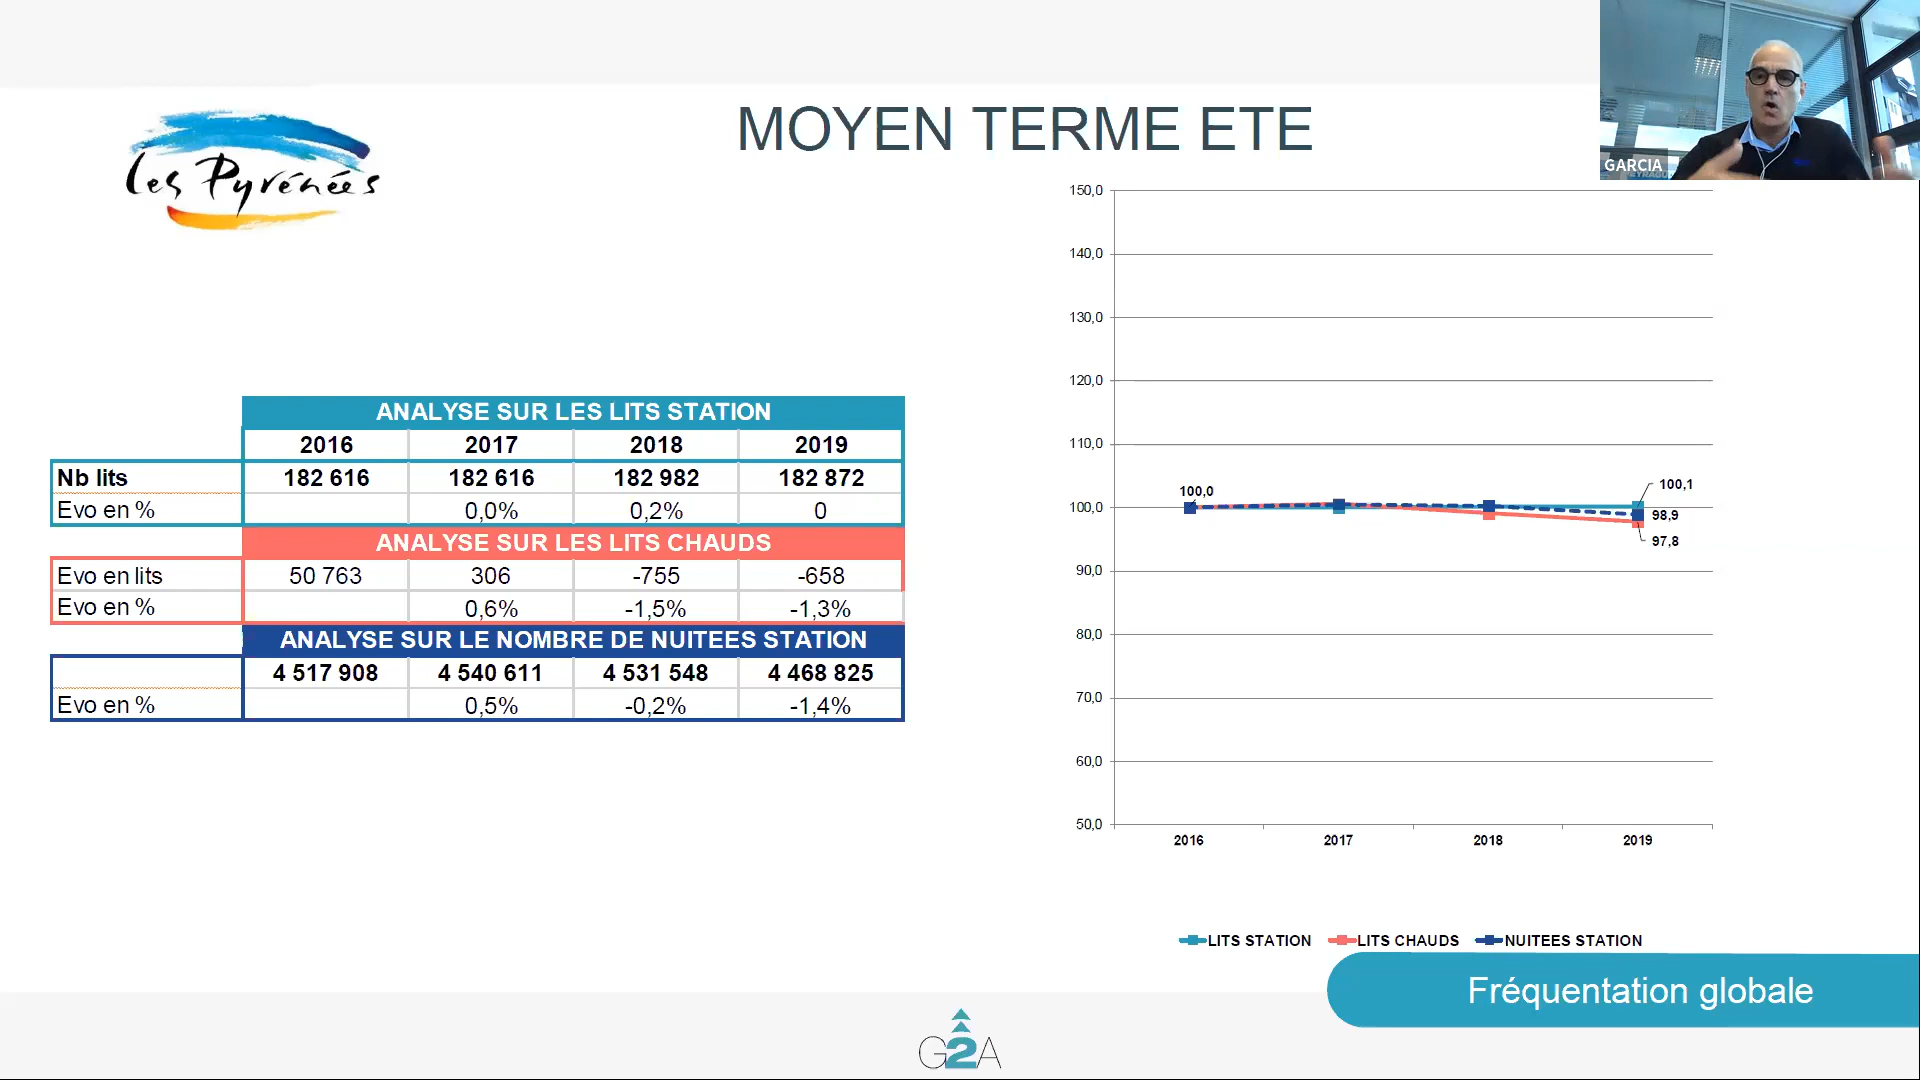 MOYEN TERME ETE
Les Pyrénées
GARCIA
ANALYSE SUR LES LITS STATION
2016 2017 2018 2019
Nb lits 182 616 182 616 182 982 182 872
Evo en % 0,0% 0,2% 0
ANALYSE SUR LES LITS CHAUDS
Evo en lits 50 763 306 -755 -658
Evo en % 0,6% -1,5% -1,3%
ANALYSE SUR LE NOMBRE DE NUITEES STATION
4 517 908 4 540 611 4 531 548 4 468 825
Evo en % 0,5% -0,2% -1,4%
150,0
140,0
130,0
120,0
110,0
100,0
90,0
80,0
70,0
60,0
50,0
100,0
100,1
98,9
97,8
2016 2017 2018 2019
LITS STATION LITS CHAUDS NUITEES STATION
Fréquentation globale
G2A